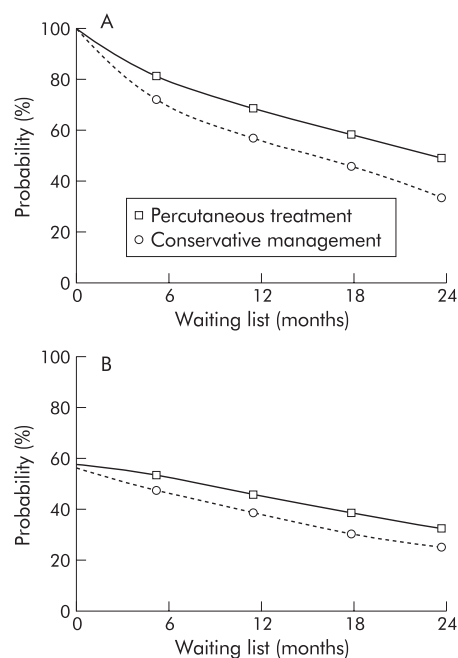 A
100
80
60
40
20
0
Probability (%)
Percutaneous treatment
Conservative management
0 6 12 18 24
Waiting list (months)
B
100
80
60
40
20
0
Probability (%)
0 6 12 18 24
Waiting list (months)